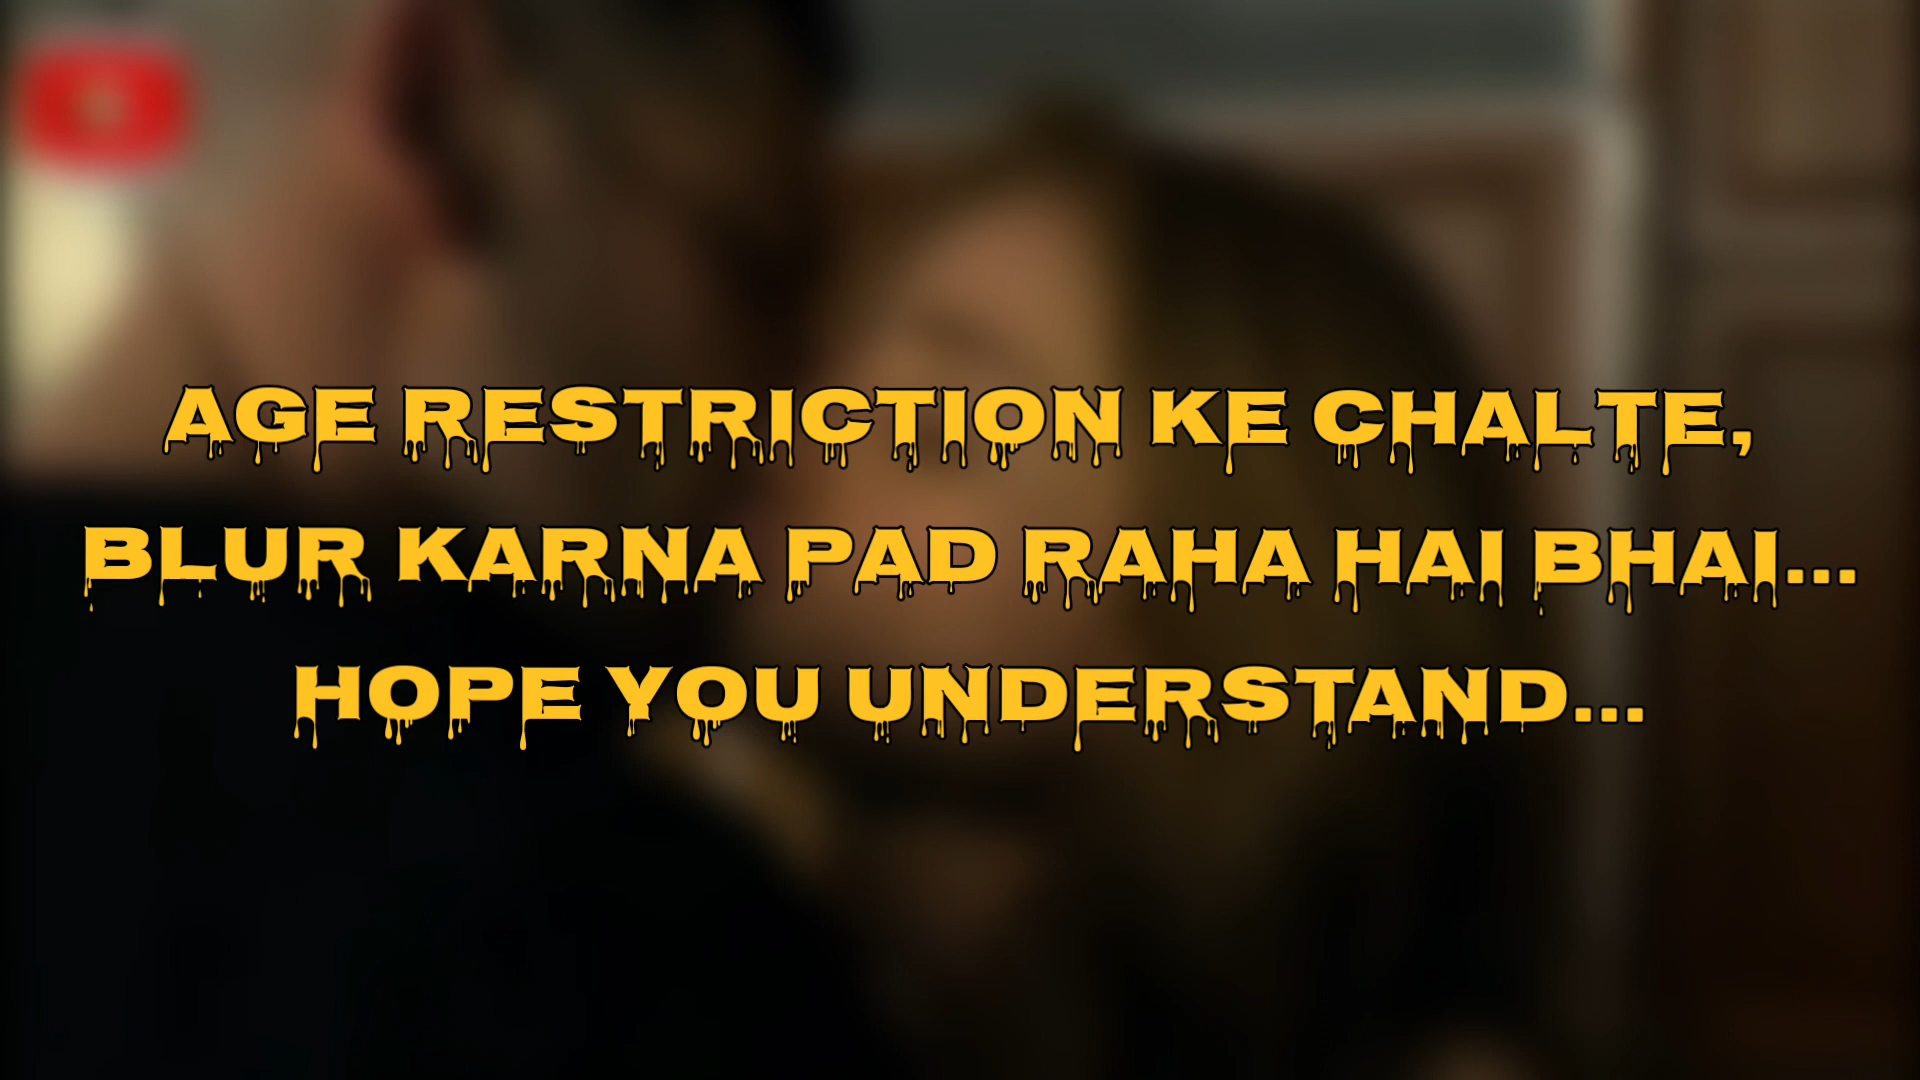 AGE RESTRICTION KE CHALTE,
BLUR KARNA PAD RAHA HAI BHAI...
HOPE YOU UNDERSTAND...